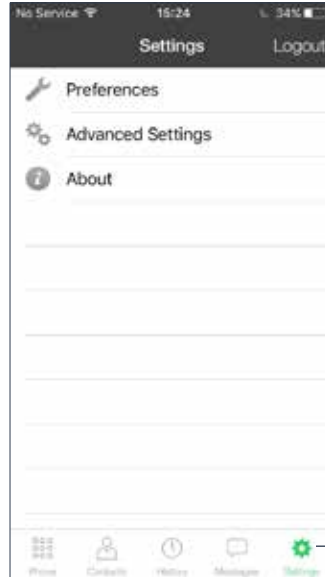 No Service 15:24 34%
Settings Logout
Preferences
Advanced Settings
About
Phone Contacts History Messages Settings